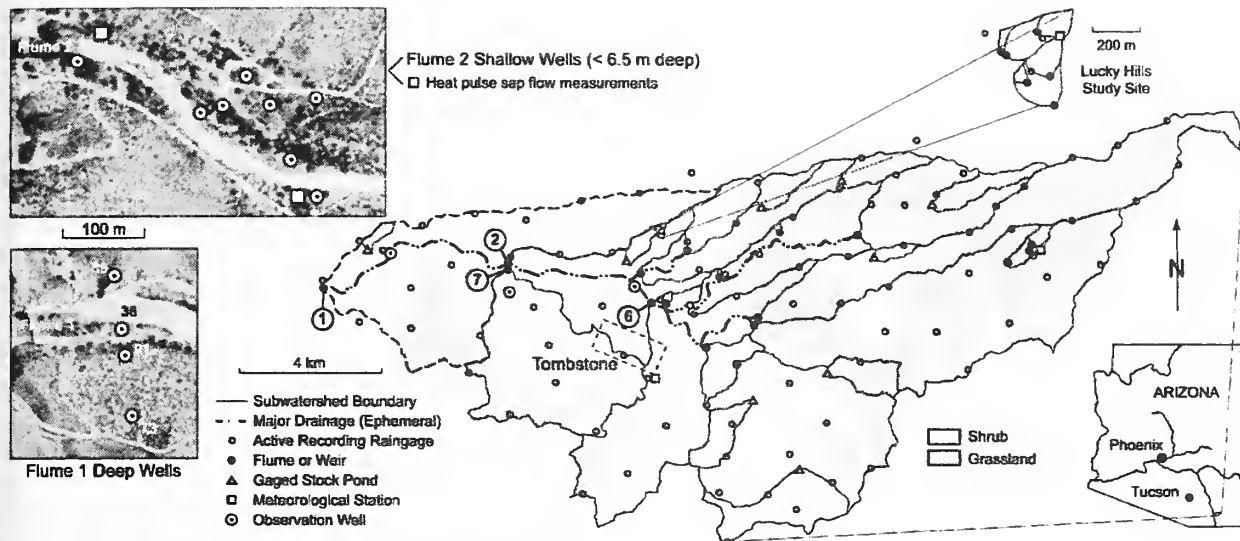 Flume 2
Flume 2 Shallow Wells (< 6.5 m deep)
Heat pulse sap flow measurements
100 m
200 m
Lucky Hills
Study Site
36
Flume 1 Deep Wells
1
2
7
6
Tombstone
4 km
N
Subwatershed Boundary
Major Drainage (Ephemeral)
Active Recording Raingage
Flume or Weir
Gaged Stock Pond
Meteorological Station
Observation Well
Shrub
Grassland
ARIZONA
Phoenix
Tucson